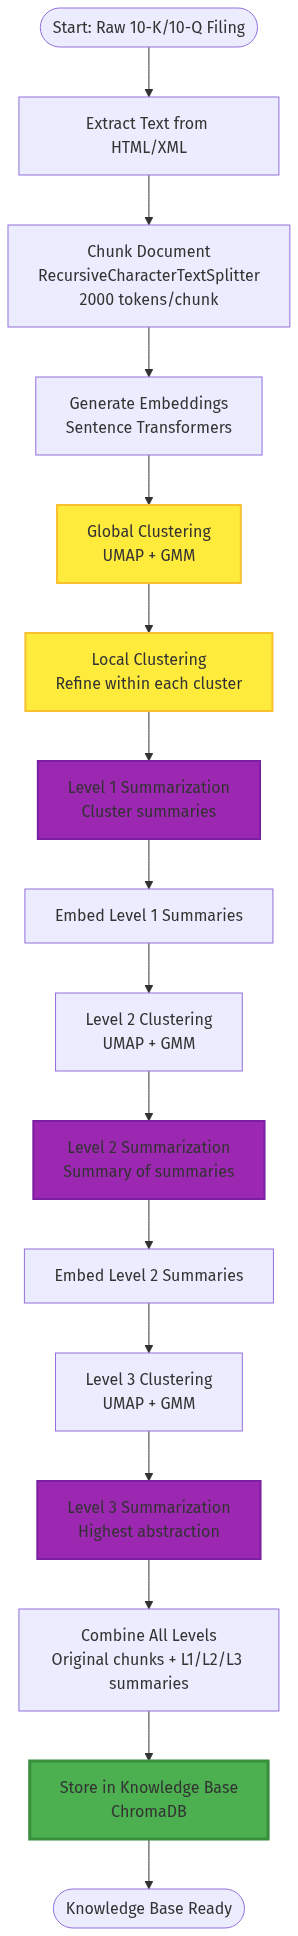 Start: Raw 10-K/10-Q Filing
Extract Text from
HTML/XML
Chunk Document
RecursiveCharacterTextSplitter
2000 tokens/chunk
Generate Embeddings
Sentence Transformers
Global Clustering
UMAP + GMM
Local Clustering
Refine within each cluster
Level 1 Summarization
Cluster summaries
Embed Level 1 Summaries
Level 2 Clustering
UMAP + GMM
Level 2 Summarization
Summary of summaries
Embed Level 2 Summaries
Level 3 Clustering
UMAP + GMM
Level 3 Summarization
Highest abstraction
Combine All Levels
Original chunks + L1/L2/L3
summaries
Store in Knowledge Base
ChromaDB
Knowledge Base Ready